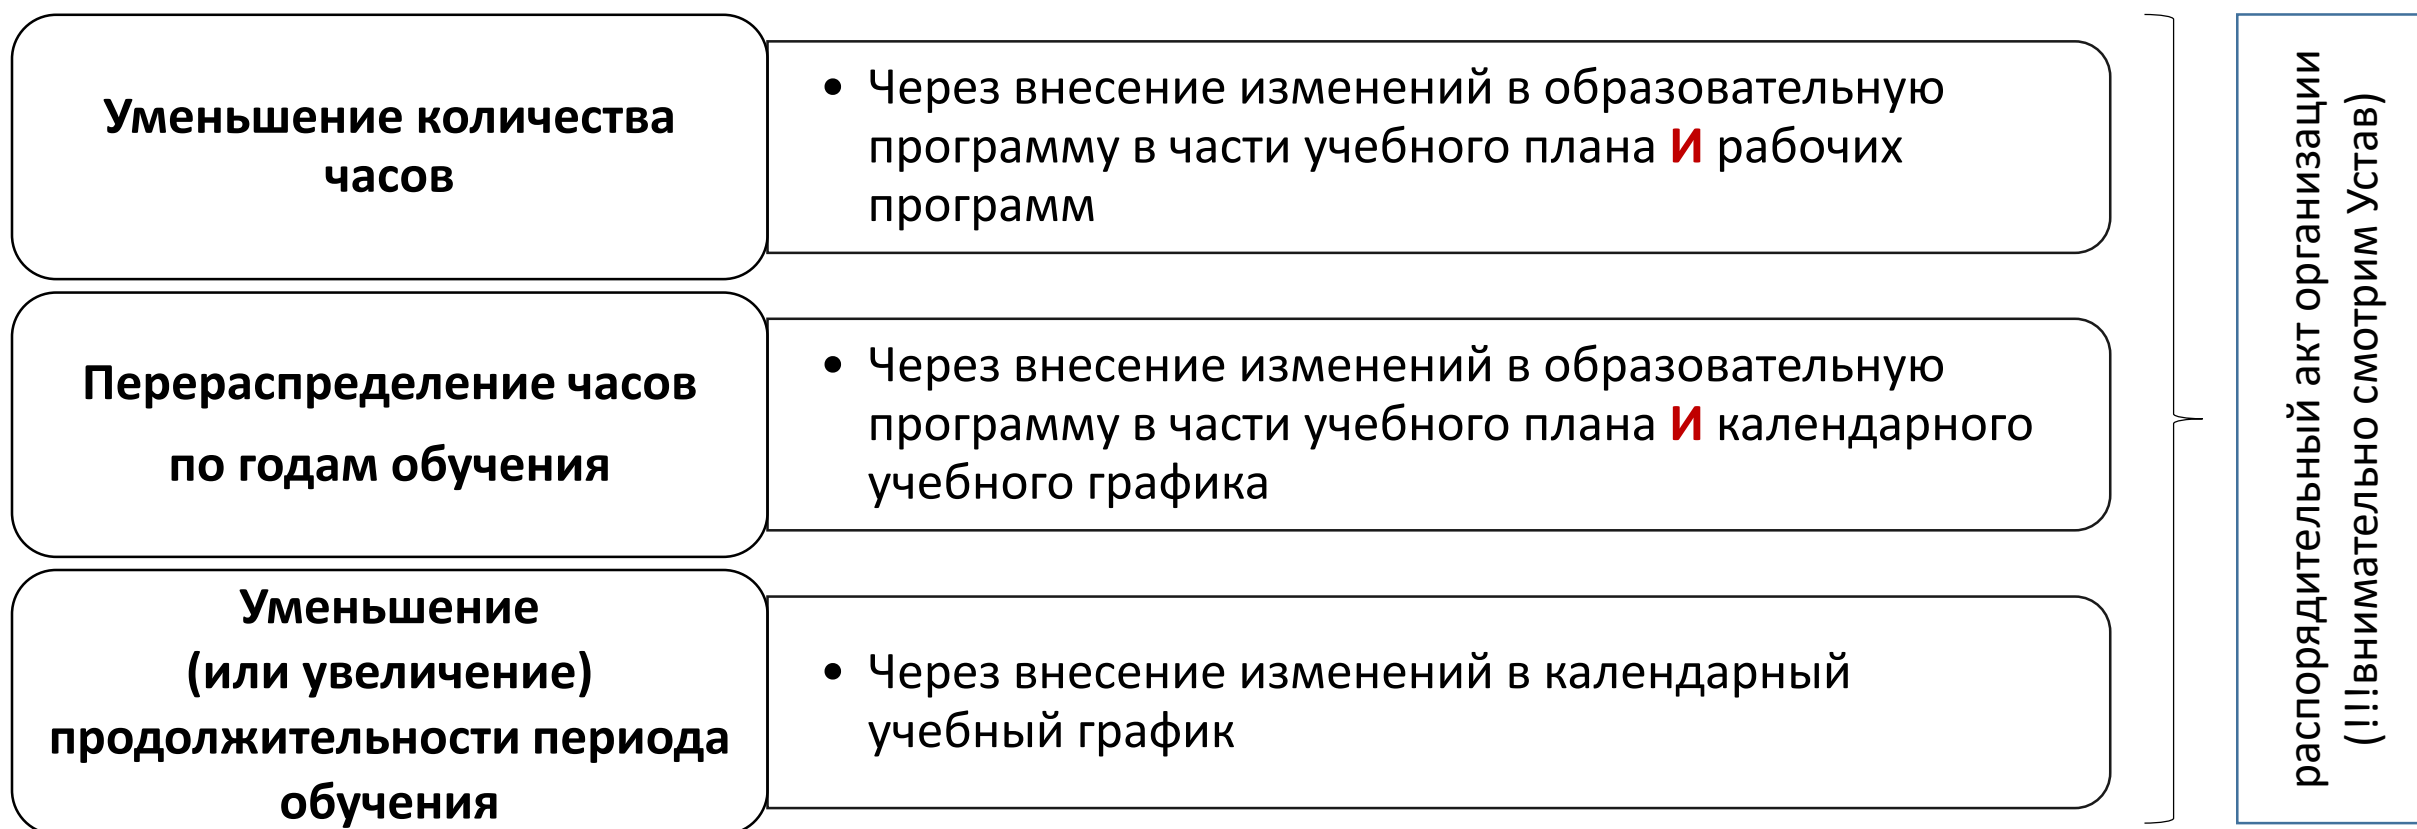 Уменьшение количества
часов
• Через внесение изменений в образовательную
программу в части учебного плана И рабочих
программ
Перераспределение часов
по годам обучения
• Через внесение изменений в образовательную
программу в части учебного плана И календарного
учебного графика
Уменьшение
(или увеличение)
продолжительности периода
обучения
• Через внесение изменений в календарный
учебный график
распорядительный акт организации
(!!!внимательно смотрим Устав)